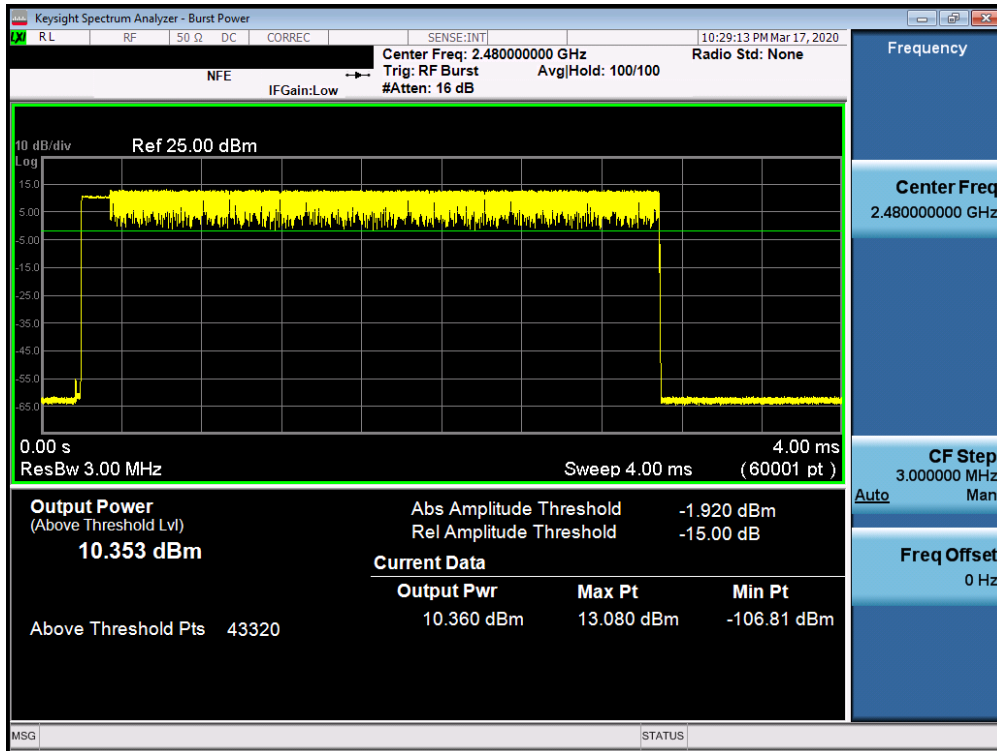 Keysight Spectrum Analyzer - Burst Power
LXI RL RF 50 Ω DC CORREC SENSE:INT 10:29:13 PM Mar 17, 2020
Center Freq: 2.480000000 GHz Radio Std: None
NFE Trig: RF Burst Avg|Hold: 100/100
IFGain:Low #Atten: 16 dB
Frequency
10 dB/div Ref 25.00 dBm
Log
15.0
5.00
-5.00
-15.0
-25.0
-35.0
-45.0
-55.0
-65.0
0.00 s 4.00 ms
ResBw 3.00 MHz Sweep 4.00 ms (60001 pt)
Center Freq
2.480000000 GHz
CF Step
3.000000 MHz
Auto Man
Freq Offset
0 Hz
Output Power
(Above Threshold Lvl)
10.353 dBm
Above Threshold Pts 43320
Abs Amplitude Threshold -1.920 dBm
Rel Amplitude Threshold -15.00 dB
Current Data
Output Pwr Max Pt Min Pt
10.360 dBm 13.080 dBm -106.81 dBm
MSG STATUS